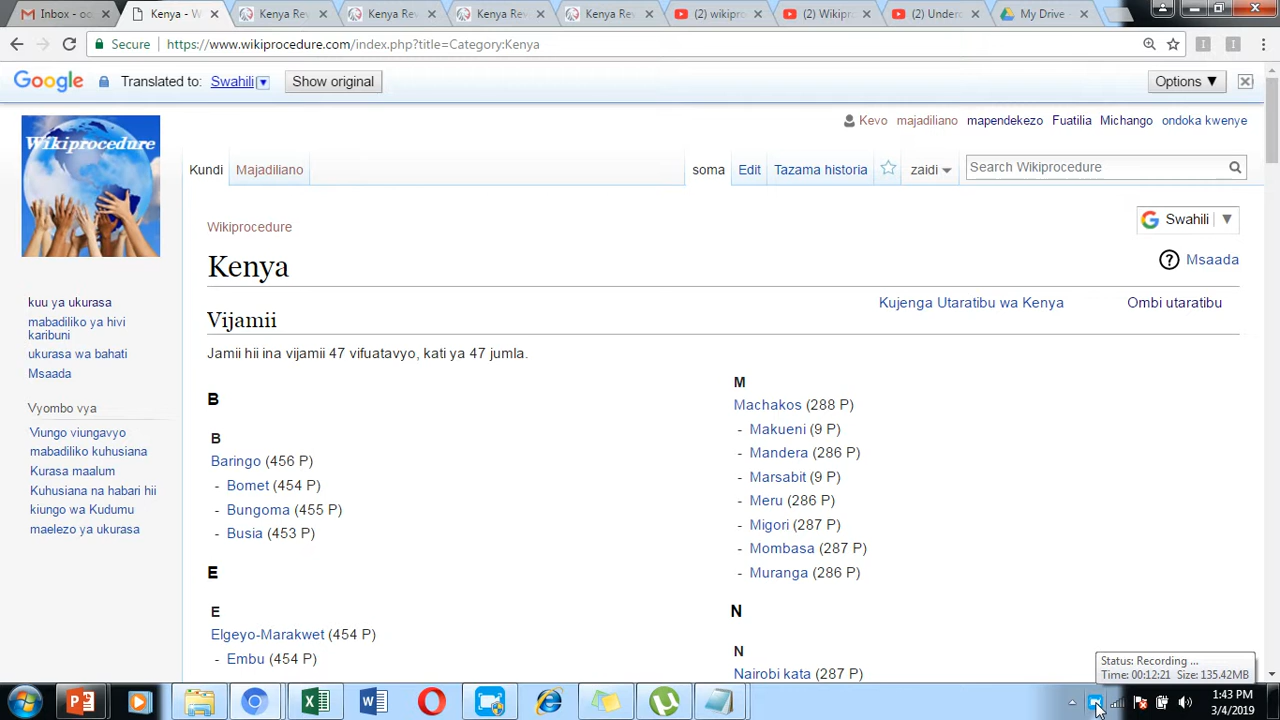 Inbox - oc
Kenya - W
Kenya Rev
Kenya Rev
Kenya Rev
Kenya Rev
(2) wikipro
(2) Wikipr
(2) Underc
My Drive
Secure
https://www.wikiprocedure.com/index.php?title=Category:Kenya
Google
Translated to: Swahili
Show original
Options ▼
Wikiprocedure
Kevo majadiliano mapendekezo Fuatilia Michango ondoka kwenye
Kundi Majadiliano
soma Edit Tazama historia zaidi
Search Wikiprocedure
Wikiprocedure
Swahili ▼
Kenya
Msaada
kuu ya ukurasa
mabadiliko ya hivi
karibuni
ukurasa wa bahati
Msaada
Vyombo vya
Viungo viungavyo
mabadiliko kuhusiana
Kurasa maalum
Kuhusiana na habari hii
kiungo wa Kudumu
maelezo ya ukurasa
Kujenga Utaratibu wa Kenya
Ombi utaratibu
Vijamii
Jamii hii ina vijamii 47 vifuatavyo, kati ya 47 jumla.
B
B
Baringo (456 P)
- Bomet (454 P)
- Bungoma (455 P)
- Busia (453 P)
E
E
Elgeyo-Marakwet (454 P)
- Embu (454 P)
M
Machakos (288 P)
- Makueni (9 P)
- Mandera (286 P)
- Marsabit (9 P)
- Meru (286 P)
- Migori (287 P)
- Mombasa (287 P)
- Muranga (286 P)
N
N
Nairobi kata (287 P)
Status: Recording ...
Time: 00:12:21 Size: 135.42MB
1:43 PM
3/4/2019